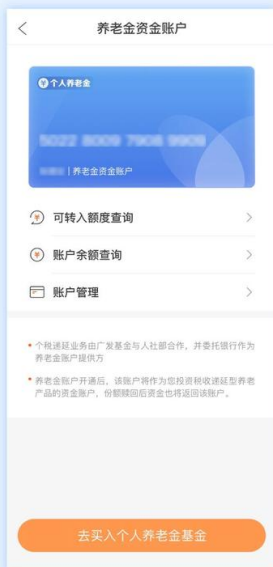 养老金资金账户
个人养老金
养老金资金账户
可转入额度查询
账户余额查询
账户管理
个税递延业务由广发基金与人社部合作，并委托银行作为
养老金账户提供方
养老金账户开通后，该账户将作为您投资税收递延型养老
产品的资金账户，份额赎回后资金也将返回该账户。
去买入个人养老金基金